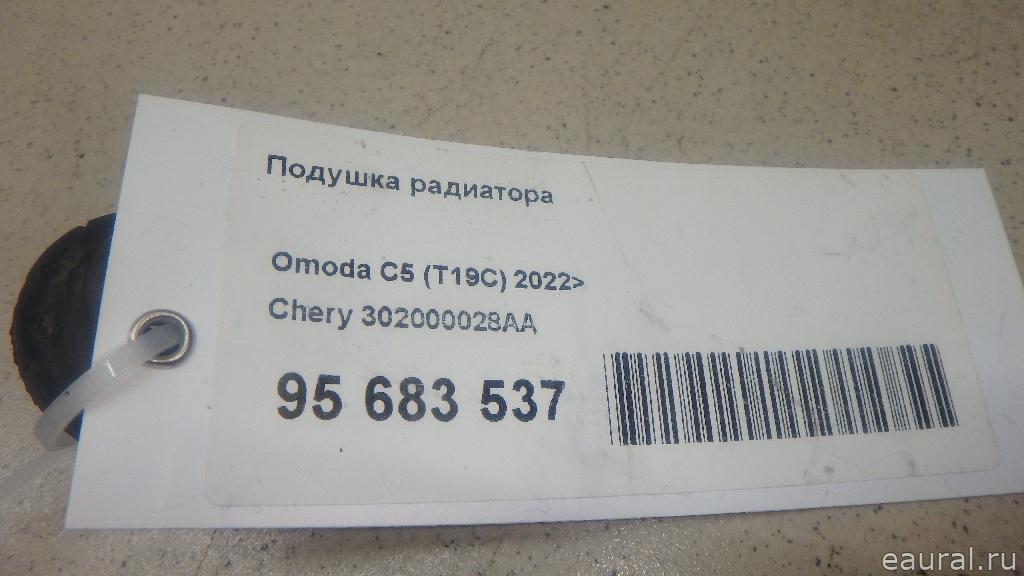 Подушка радиатора
Omoda C5 (T19C) 2022>
Chery 302000028AA
95 683 537
eaural.ru